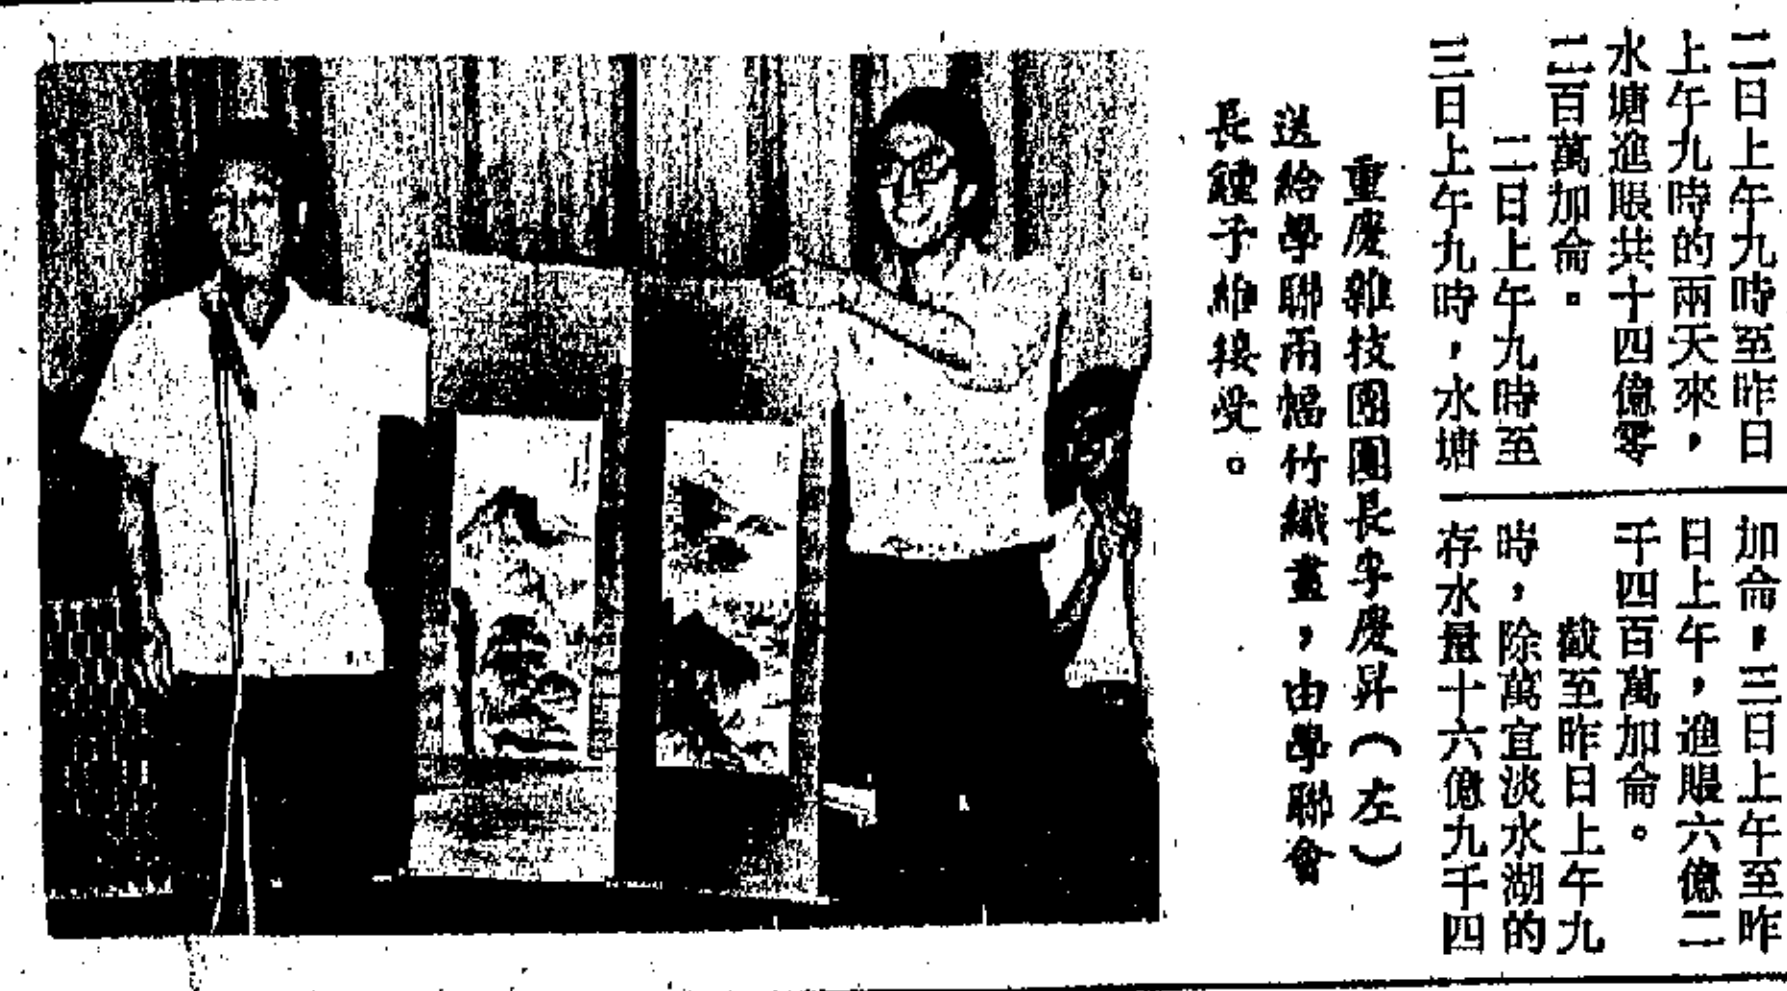 二日上午九時至昨日
上午九時的兩天來，
水塘進賬共十四億零
二百萬加侖。
二日上午九時至
三日上午九時，水塘
加侖，三日上午至昨
日上午，進賬六億二
千四百萬加侖。
截至昨日上午九
時，除萬宜淡水湖的
存水量十六億九千四
重慶雜技團團長李慶昇（左）
送給學聯兩幅竹織畫，由學聯會
長鍾子維接受。